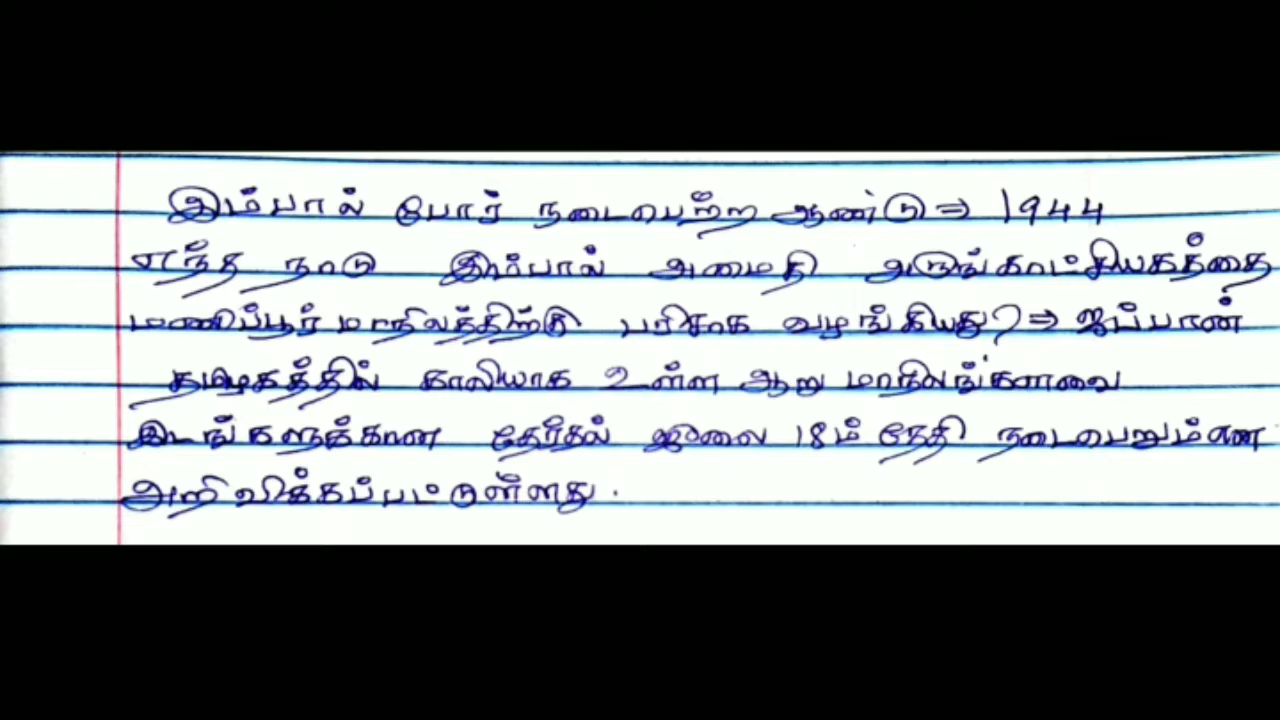 இம்பால் போர் நடைபெற்ற ஆண்டு ⇒ 1944
எந்த நாடு இம்பால் அமைதி அருங்காட்சியகத்தை
மணிப்பூர் மாநிலத்திற்கு பரிசாக வழங்கியது? ⇒ ஜப்பான்
தமிழகத்தில் காலியாக உள்ள ஆறு மாநிலங்களவை
இடங்களுக்கான தேர்தல் ஜூலை 18ம் தேதி நடைபெறும் என
அறிவிக்கப்பட்டுள்ளது.